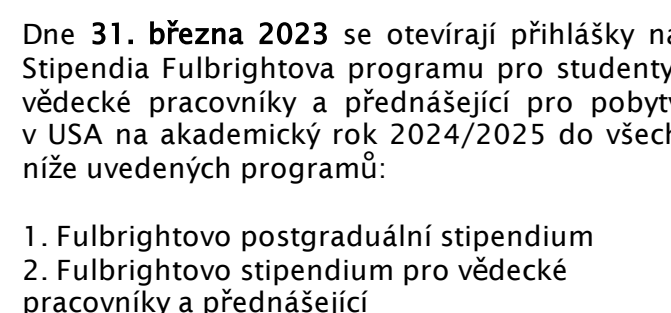 Dne 31. března 2023 se otevírají přihlášky na
Stipendia Fulbrightova programu pro studenty,
vědecké pracovníky a přednášející pro pobyty
v USA na akademický rok 2024/2025 do všech
níže uvedených programů:
1. Fulbrightovo postgraduální stipendium
2. Fulbrightovo stipendium pro vědecké
pracovníky a přednášející